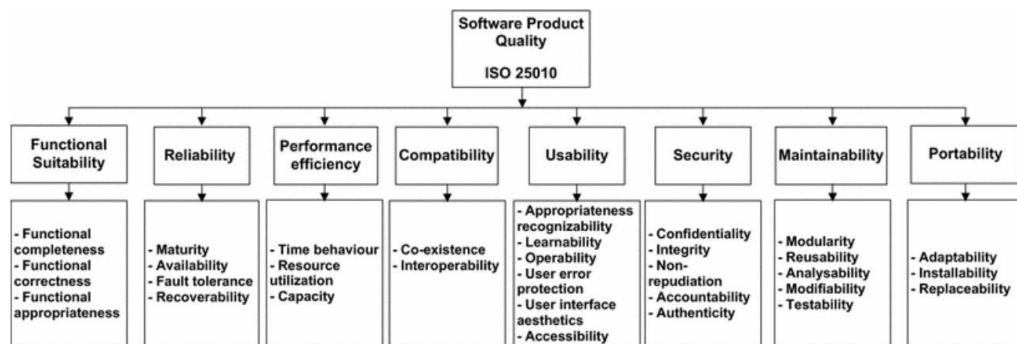 Software Product
Quality
ISO 25010
Functional
Suitability
Reliability
Performance
efficiency
Compatibility
Usability
Security
Maintainability
Portability
- Functional
completeness
- Functional
correctness
- Functional
appropriateness
- Maturity
- Availability
- Fault tolerance
- Recoverability
- Time behaviour
- Resource
utilization
- Capacity
- Co-existence
- Interoperability
- Appropriateness
recognizability
- Learnability
- Operability
- User error
protection
- User interface
aesthetics
- Accessibility
- Confidentiality
- Integrity
- Non-
repudiation
- Accountability
- Authenticity
- Modularity
- Reusability
- Analysability
- Modifiability
- Testability
- Adaptability
- Installability
- Replaceability